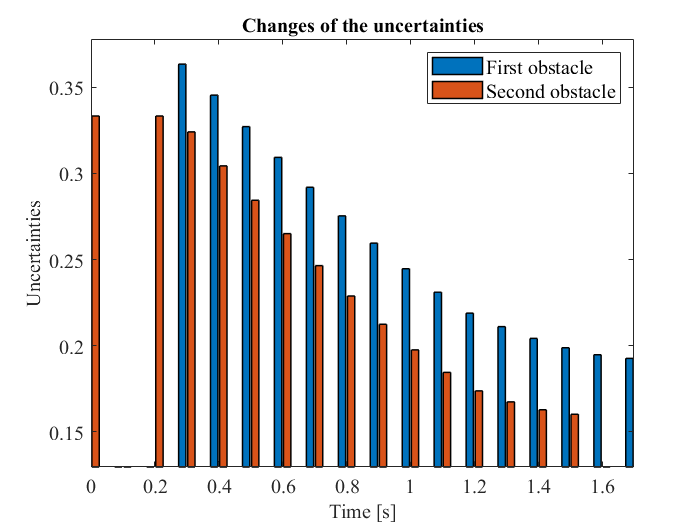 Changes of the uncertainties
First obstacle
Second obstacle
Uncertainties
0.35
0.3
0.25
0.2
0.15
0 0.2 0.4 0.6 0.8 1 1.2 1.4 1.6
Time [s]